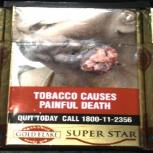 TOBACCO CAUSES
PAINFUL DEATH
QUIT TODAY CALL 1800-11-2356
GOLD FLAKE SUPER STAR